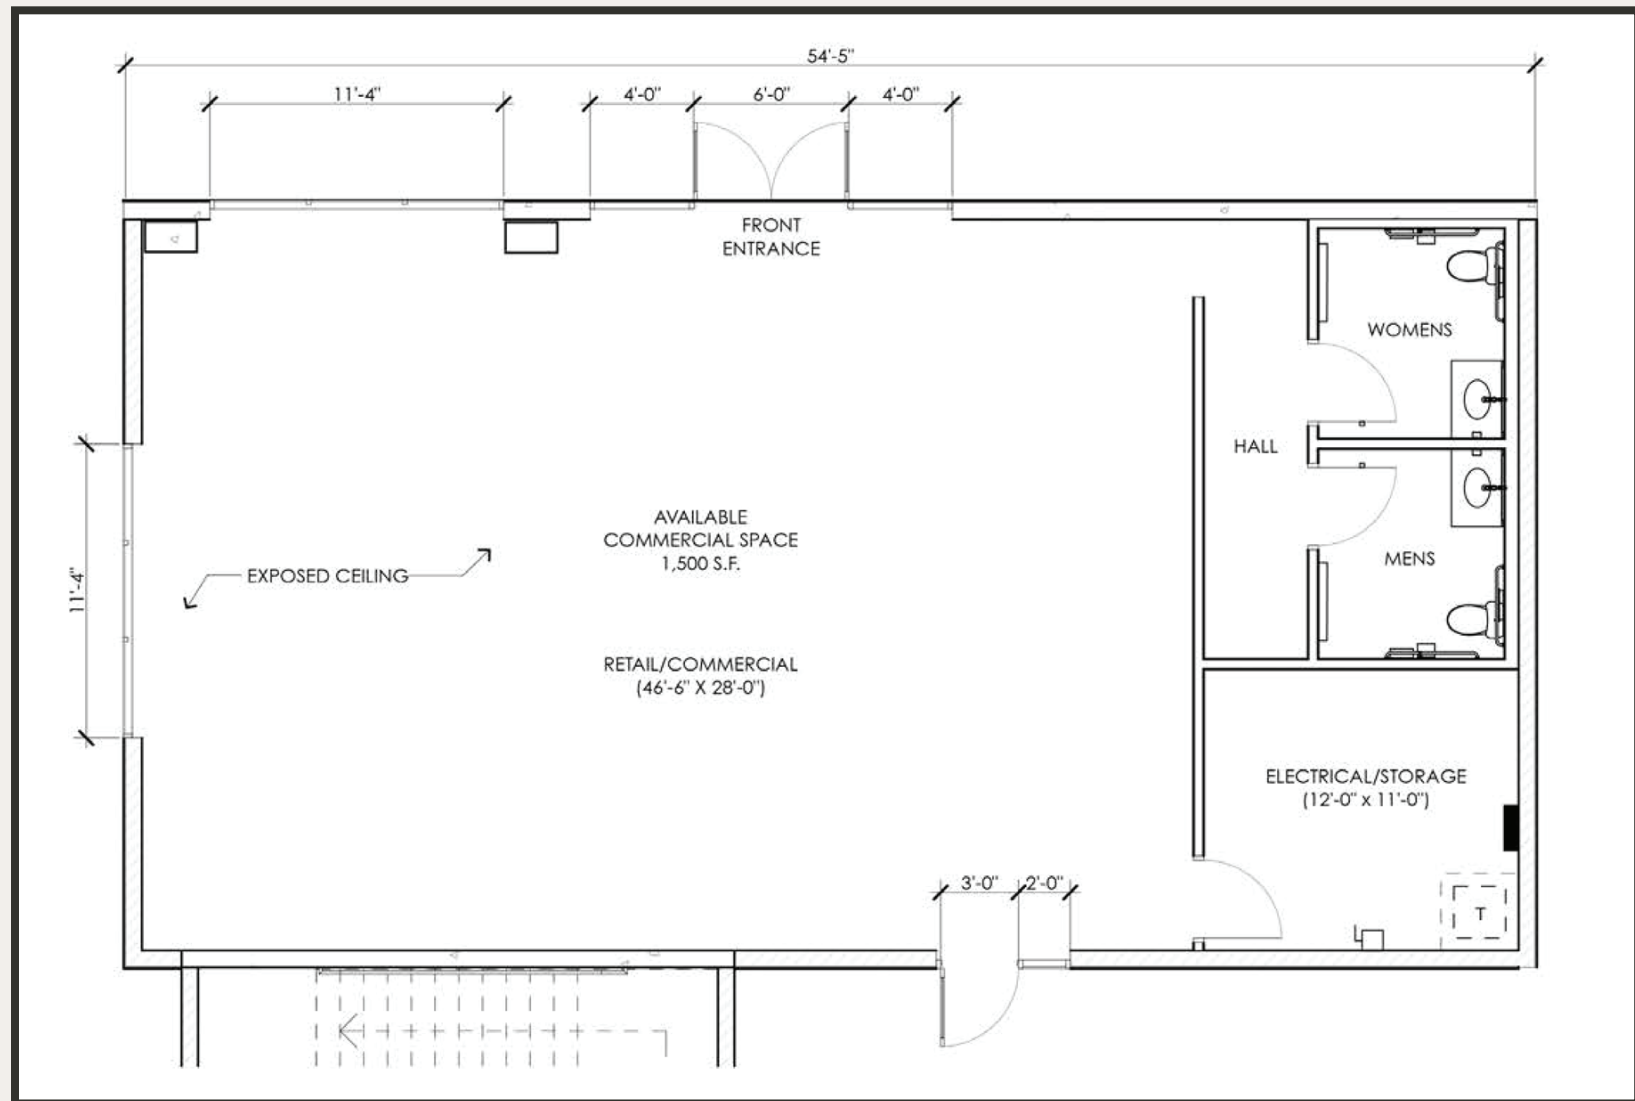 54'-5"
11'-4"
4'-0"
6'-0"
4'-0"
FRONT
ENTRANCE
WOMENS
HALL
AVAILABLE
COMMERCIAL SPACE
1,500 S.F.
MENS
EXPOSED CEILING
11'-4"
RETAIL/COMMERCIAL
(46'-6" X 28'-0")
ELECTRICAL/STORAGE
(12'-0" x 11'-0")
3'-0"
2'-0"
T